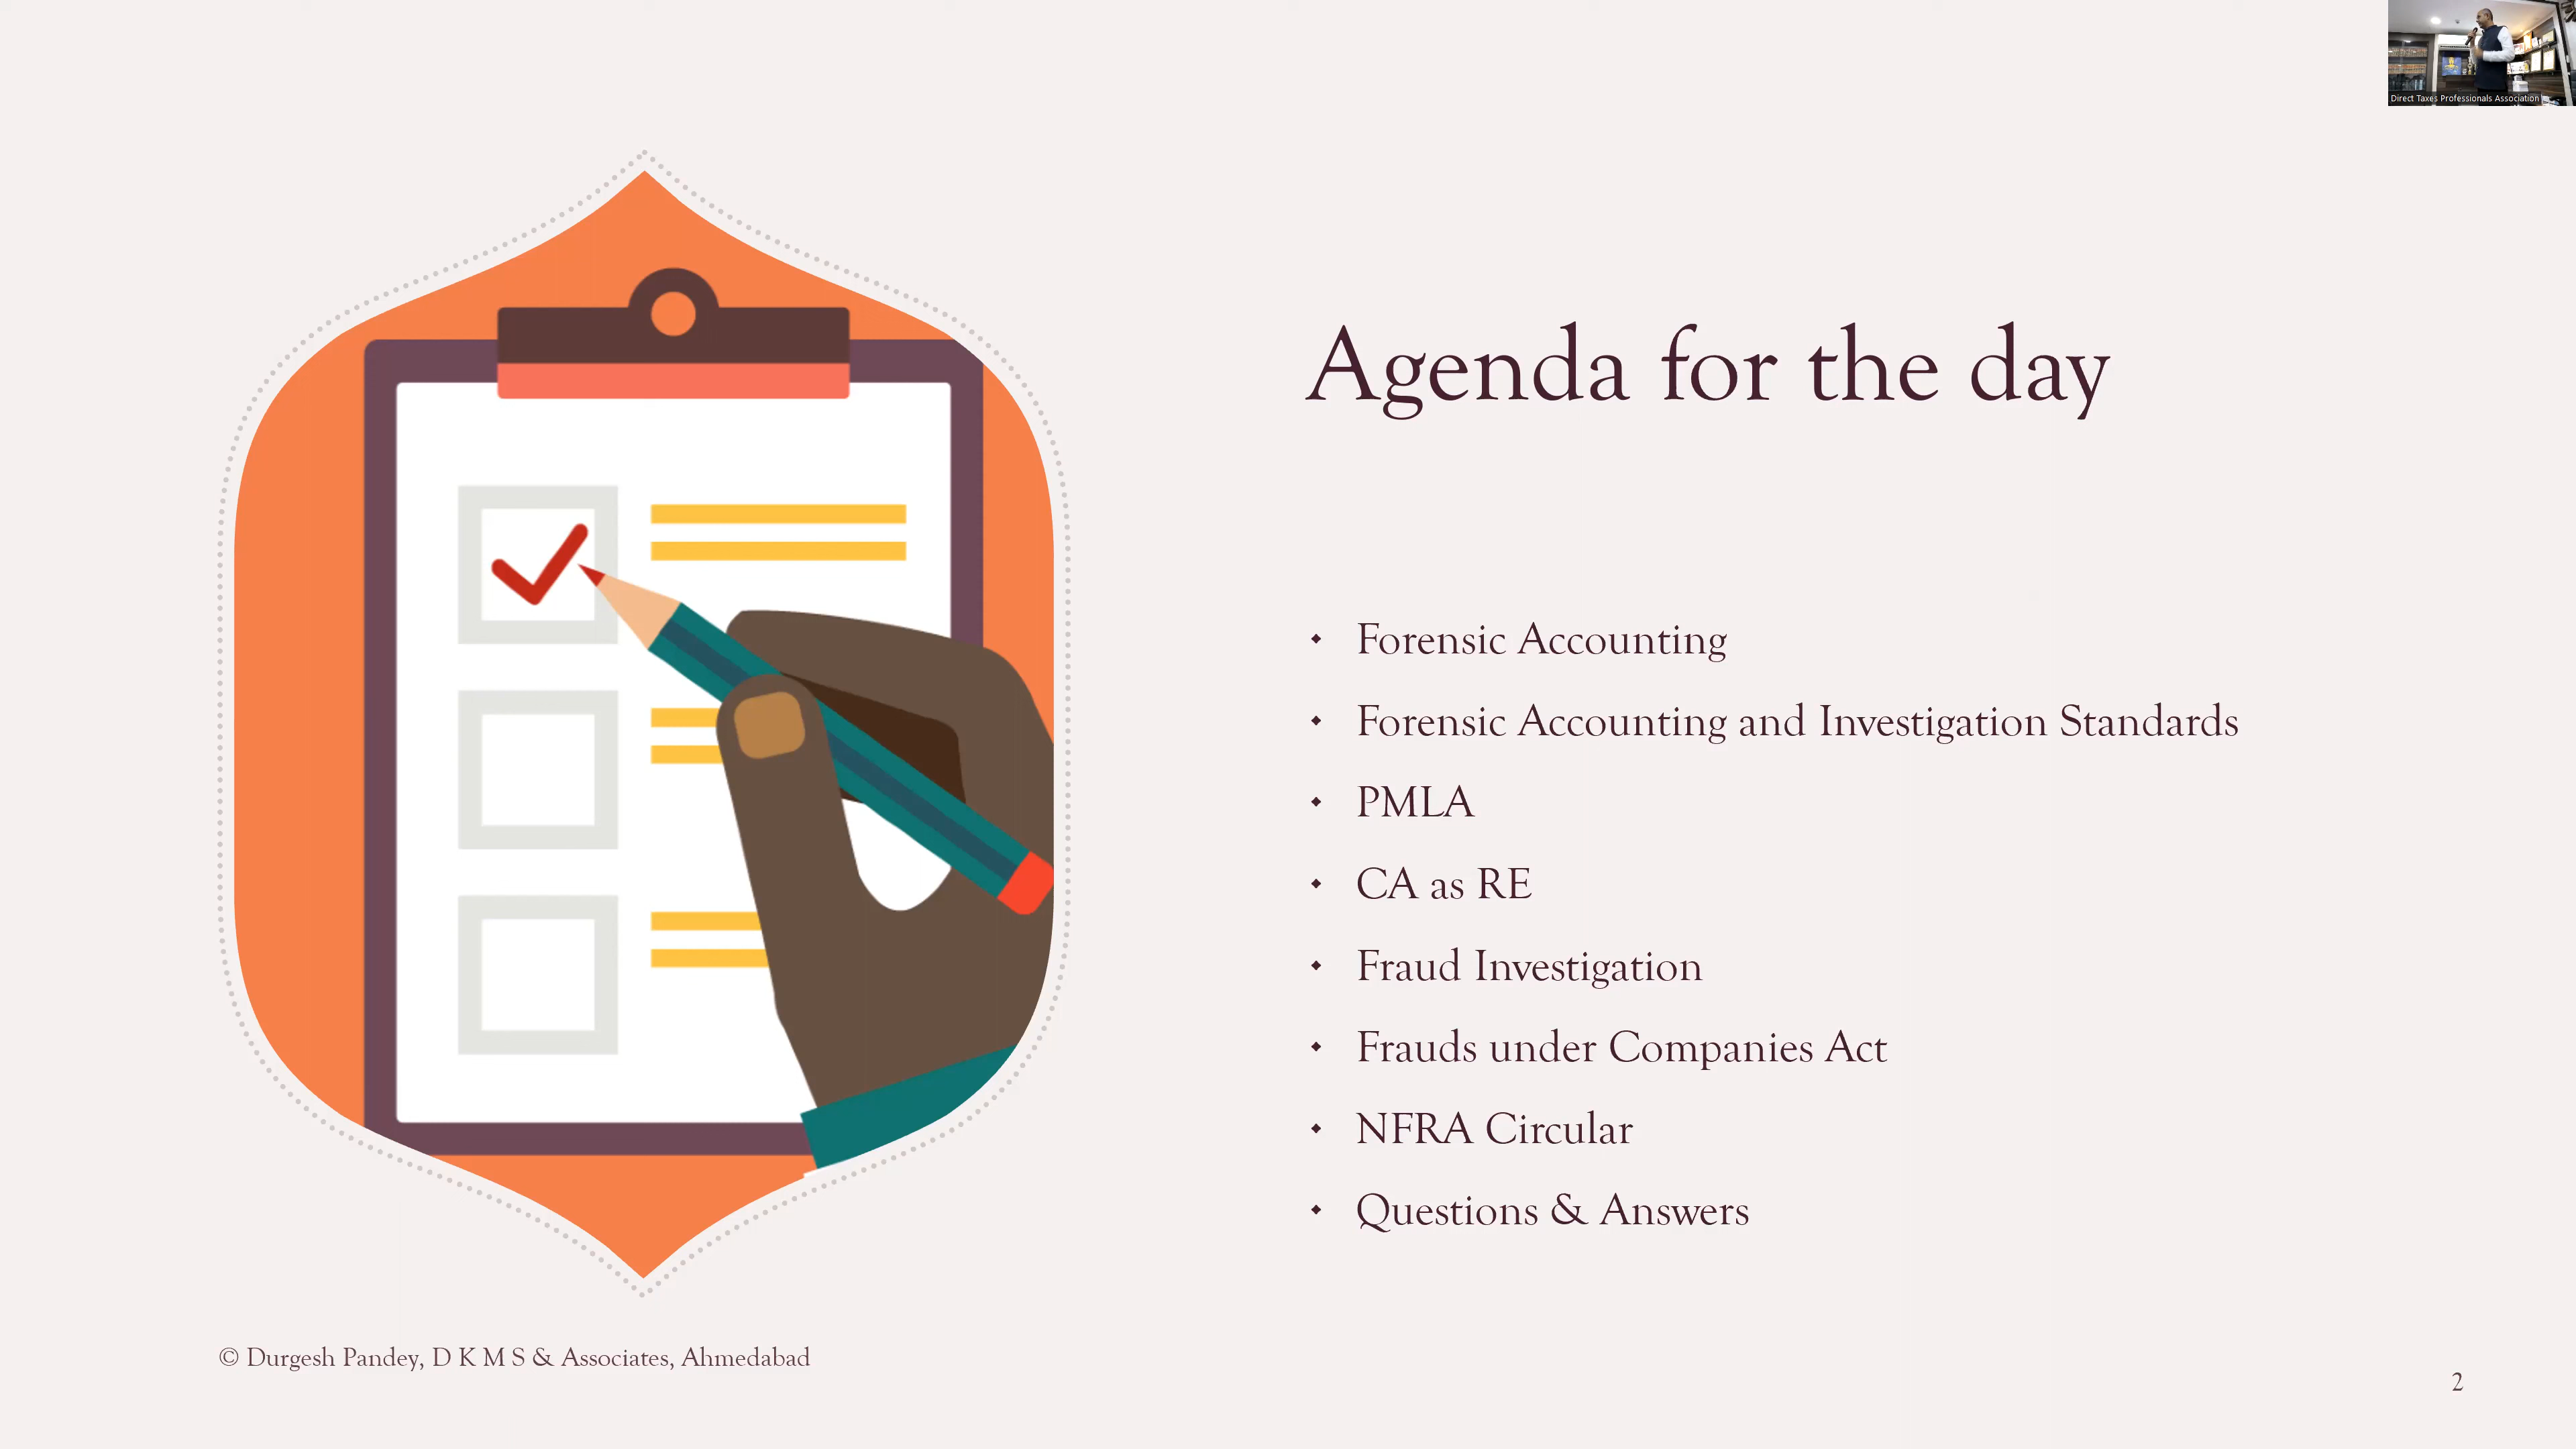 Direct Taxes Professionals Association
Agenda for the day
Forensic Accounting
Forensic Accounting and Investigation Standards
PMLA
CA as RE
Fraud Investigation
Frauds under Companies Act
NFRA Circular
Questions & Answers
© Durgesh Pandey, D K M S & Associates, Ahmedabad
2